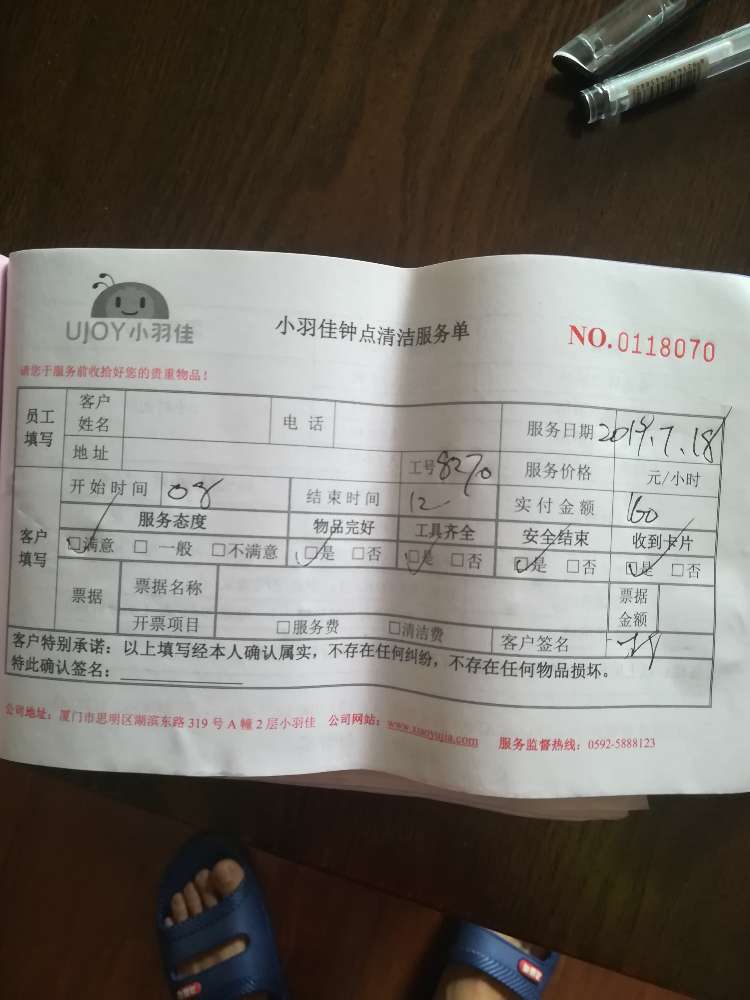 UJOY小羽佳
小羽佳钟点清洁服务单
NO.0118070
请您于服务前收拾好您的贵重物品！
员工填写 客户姓名 电话 服务日期 2019.7.18
地址 工号 8270 服务价格 元/小时
客户填写 开始时间 08 结束时间 12 实付金额 160
服务态度 物品完好 工具齐全 安全结束 收到卡片
□满意 □一般 □不满意 □是 □否 □是 □否 □是 □否 □是 □否
票据 票据名称 票据金额
开票项目 □服务费 □清洁费 客户签名
客户特别承诺：以上填写经本人确认属实，不存在任何纠纷，不存在任何物品损坏。
特此确认签名：
公司地址：厦门市思明区湖滨东路319号A幢2层小羽佳 公司网站：www.xiaoyujia.com 服务监督热线：0592-5888123